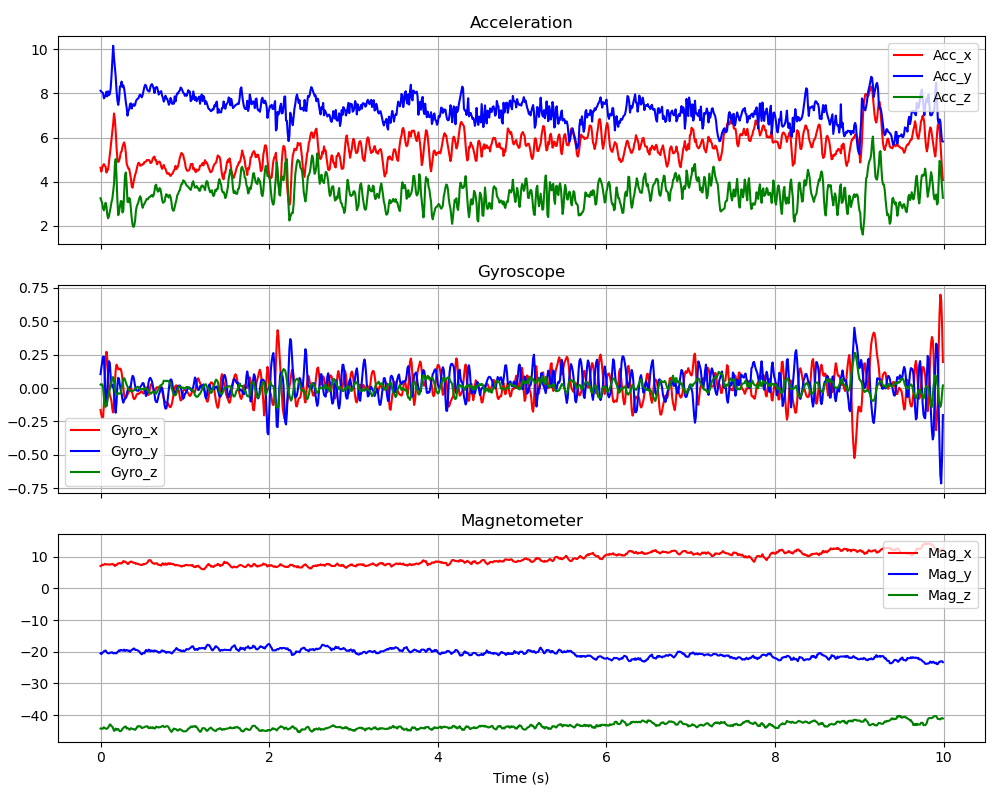 Acceleration
10
8
6
4
2
Acc_x
Acc_y
Acc_z
Gyroscope
0.75
0.50
0.25
0.00
−0.25
−0.50
−0.75
Gyro_x
Gyro_y
Gyro_z
Magnetometer
10
0
−10
−20
−30
−40
Mag_x
Mag_y
Mag_z
0 2 4 6 8 10
Time (s)